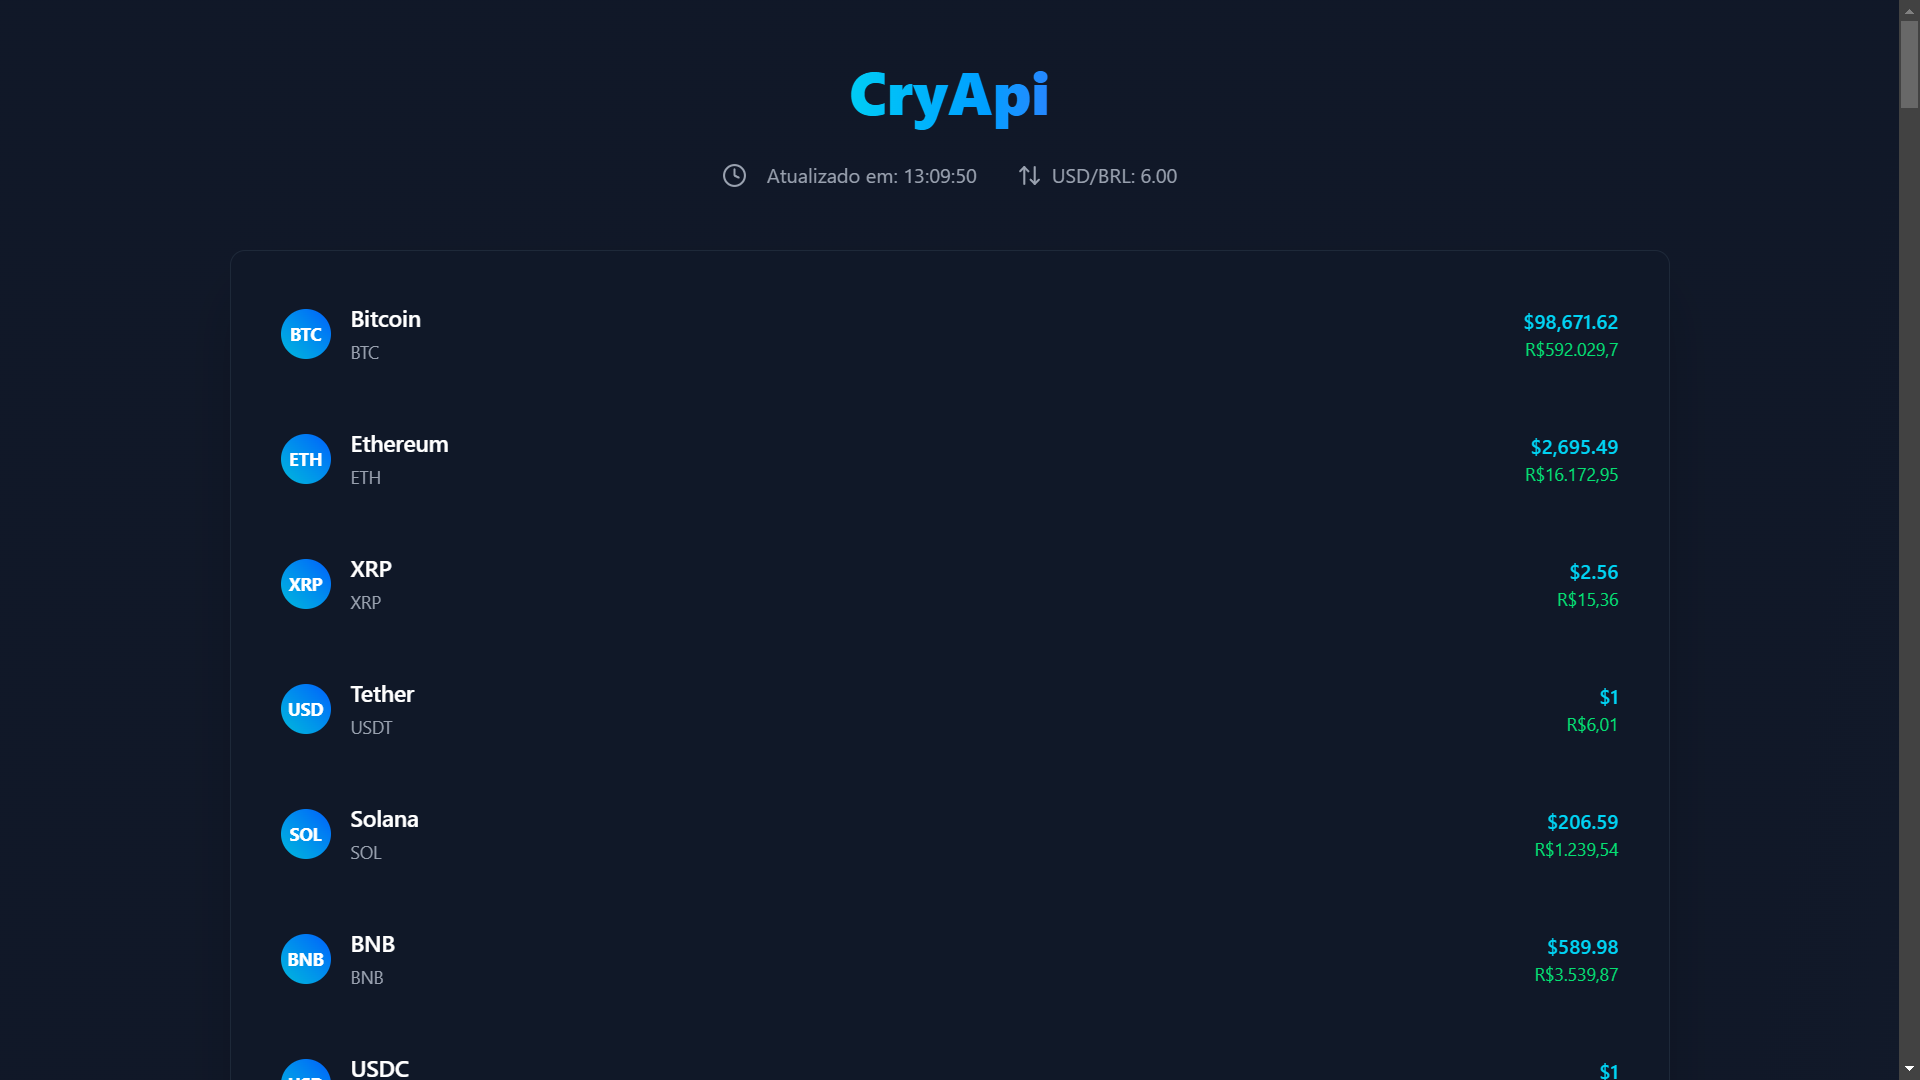 CryApi
Atualizado em: 13:09:50 USD/BRL: 6.00
BTC
Bitcoin
BTC
$98,671.62
R$592.029,7
ETH
Ethereum
ETH
$2,695.49
R$16.172,95
XRP
XRP
XRP
$2.56
R$15,36
USD
Tether
USDT
$1
R$6,01
SOL
Solana
SOL
$206.59
R$1.239,54
BNB
BNB
BNB
$589.98
R$3.539,87
USD
USDC
$1